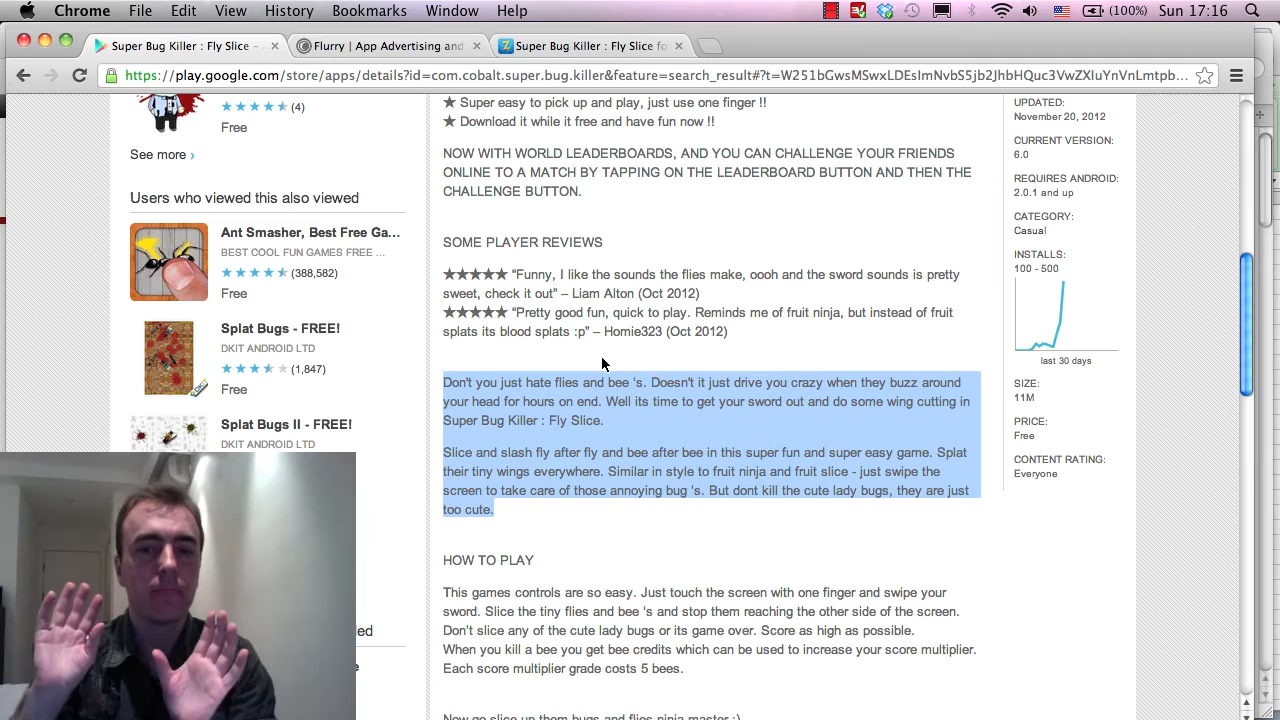 Chrome File Edit View History Bookmarks Window Help
(100%) Sun 17:16
Super Bug Killer : Fly Slice –
Flurry | App Advertising and
Super Bug Killer : Fly Slice fo
https://play.google.com/store/apps/details?id=com.cobalt.super.bug.killer&feature=search_result#?t=W251bGwsMSwxLDEsImNvbS5jb2JhbHQuc3VwZXIuYnVnLmtpb...
(4)
Free
See more ›
Users who viewed this also viewed
Ant Smasher, Best Free Ga...
BEST COOL FUN GAMES FREE ...
(388,582)
Free
Splat Bugs - FREE!
DKIT ANDROID LTD
(1,847)
Free
Splat Bugs II - FREE!
DKIT ANDROID LTD
ed
★ Super easy to pick up and play, just use one finger !!
★ Download it while it free and have fun now !!
NOW WITH WORLD LEADERBOARDS, AND YOU CAN CHALLENGE YOUR FRIENDS
ONLINE TO A MATCH BY TAPPING ON THE LEADERBOARD BUTTON AND THEN THE
CHALLENGE BUTTON.
SOME PLAYER REVIEWS
★★★★★ “Funny, I like the sounds the flies make, oooh and the sword sounds is pretty
sweet, check it out” – Liam Alton (Oct 2012)
★★★★★ “Pretty good fun, quick to play. Reminds me of fruit ninja, but instead of fruit
splats its blood splats :p” – Homie323 (Oct 2012)
Don't you just hate flies and bee 's. Doesn't it just drive you crazy when they buzz around
your head for hours on end. Well its time to get your sword out and do some wing cutting in
Super Bug Killer : Fly Slice.
Slice and slash fly after fly and bee after bee in this super fun and super easy game. Splat
their tiny wings everywhere. Similar in style to fruit ninja and fruit slice - just swipe the
screen to take care of those annoying bug 's. But dont kill the cute lady bugs, they are just
too cute.
HOW TO PLAY
This games controls are so easy. Just touch the screen with one finger and swipe your
sword. Slice the tiny flies and bee 's and stop them reaching the other side of the screen.
Don't slice any of the cute lady bugs or its game over. Score as high as possible.
When you kill a bee you get bee credits which can be used to increase your score multiplier.
Each score multiplier grade costs 5 bees.
Now go slice up them bugs and flies ninja master :)
UPDATED:
November 20, 2012
CURRENT VERSION:
6.0
REQUIRES ANDROID:
2.0.1 and up
CATEGORY:
Casual
INSTALLS:
100 - 500
last 30 days
SIZE:
11M
PRICE:
Free
CONTENT RATING:
Everyone